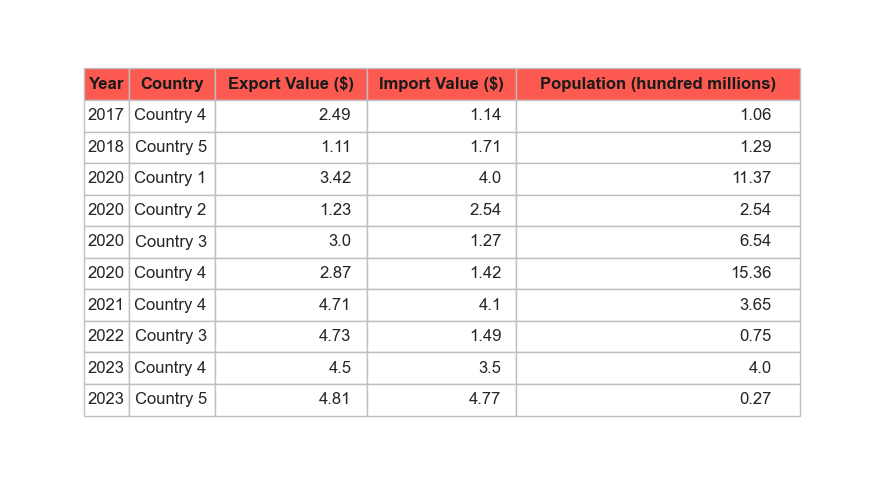 Year Country Export Value ($) Import Value ($) Population (hundred millions)
2017 Country 4 2.49 1.14 1.06
2018 Country 5 1.11 1.71 1.29
2020 Country 1 3.42 4.0 11.37
2020 Country 2 1.23 2.54 2.54
2020 Country 3 3.0 1.27 6.54
2020 Country 4 2.87 1.42 15.36
2021 Country 4 4.71 4.1 3.65
2022 Country 3 4.73 1.49 0.75
2023 Country 4 4.5 3.5 4.0
2023 Country 5 4.81 4.77 0.27